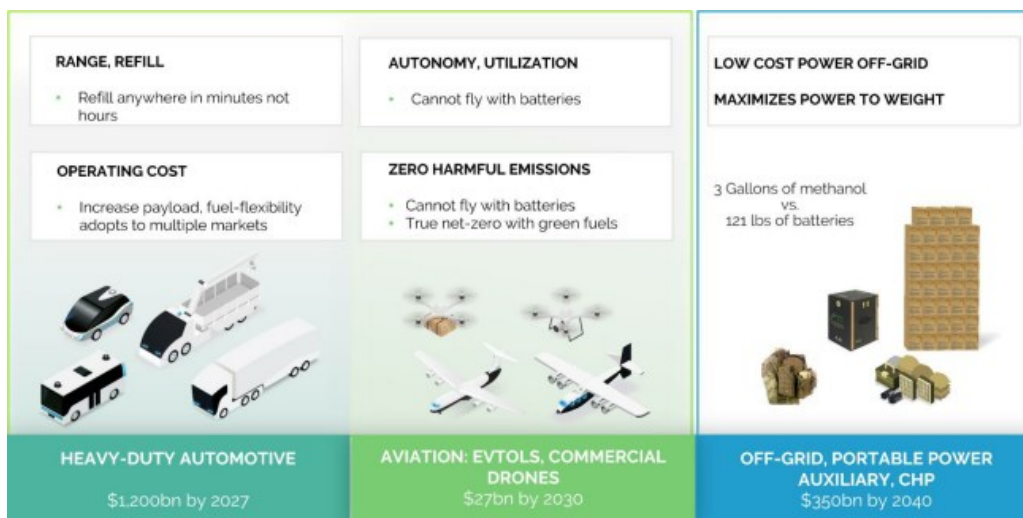 RANGE, REFILL
• Refill anywhere in minutes not
hours
OPERATING COST
• Increase payload, fuel-flexibility
adopts to multiple markets
HEAVY-DUTY AUTOMOTIVE
$1,200bn by 2027
AUTONOMY, UTILIZATION
• Cannot fly with batteries
ZERO HARMFUL EMISSIONS
• Cannot fly with batteries
• True net-zero with green fuels
AVIATION: EVTOLS, COMMERCIAL
DRONES
$27bn by 2030
LOW COST POWER OFF-GRID
MAXIMIZES POWER TO WEIGHT
3 Gallons of methanol
vs.
121 lbs of batteries
OFF-GRID, PORTABLE POWER
AUXILIARY, CHP
$350bn by 2040